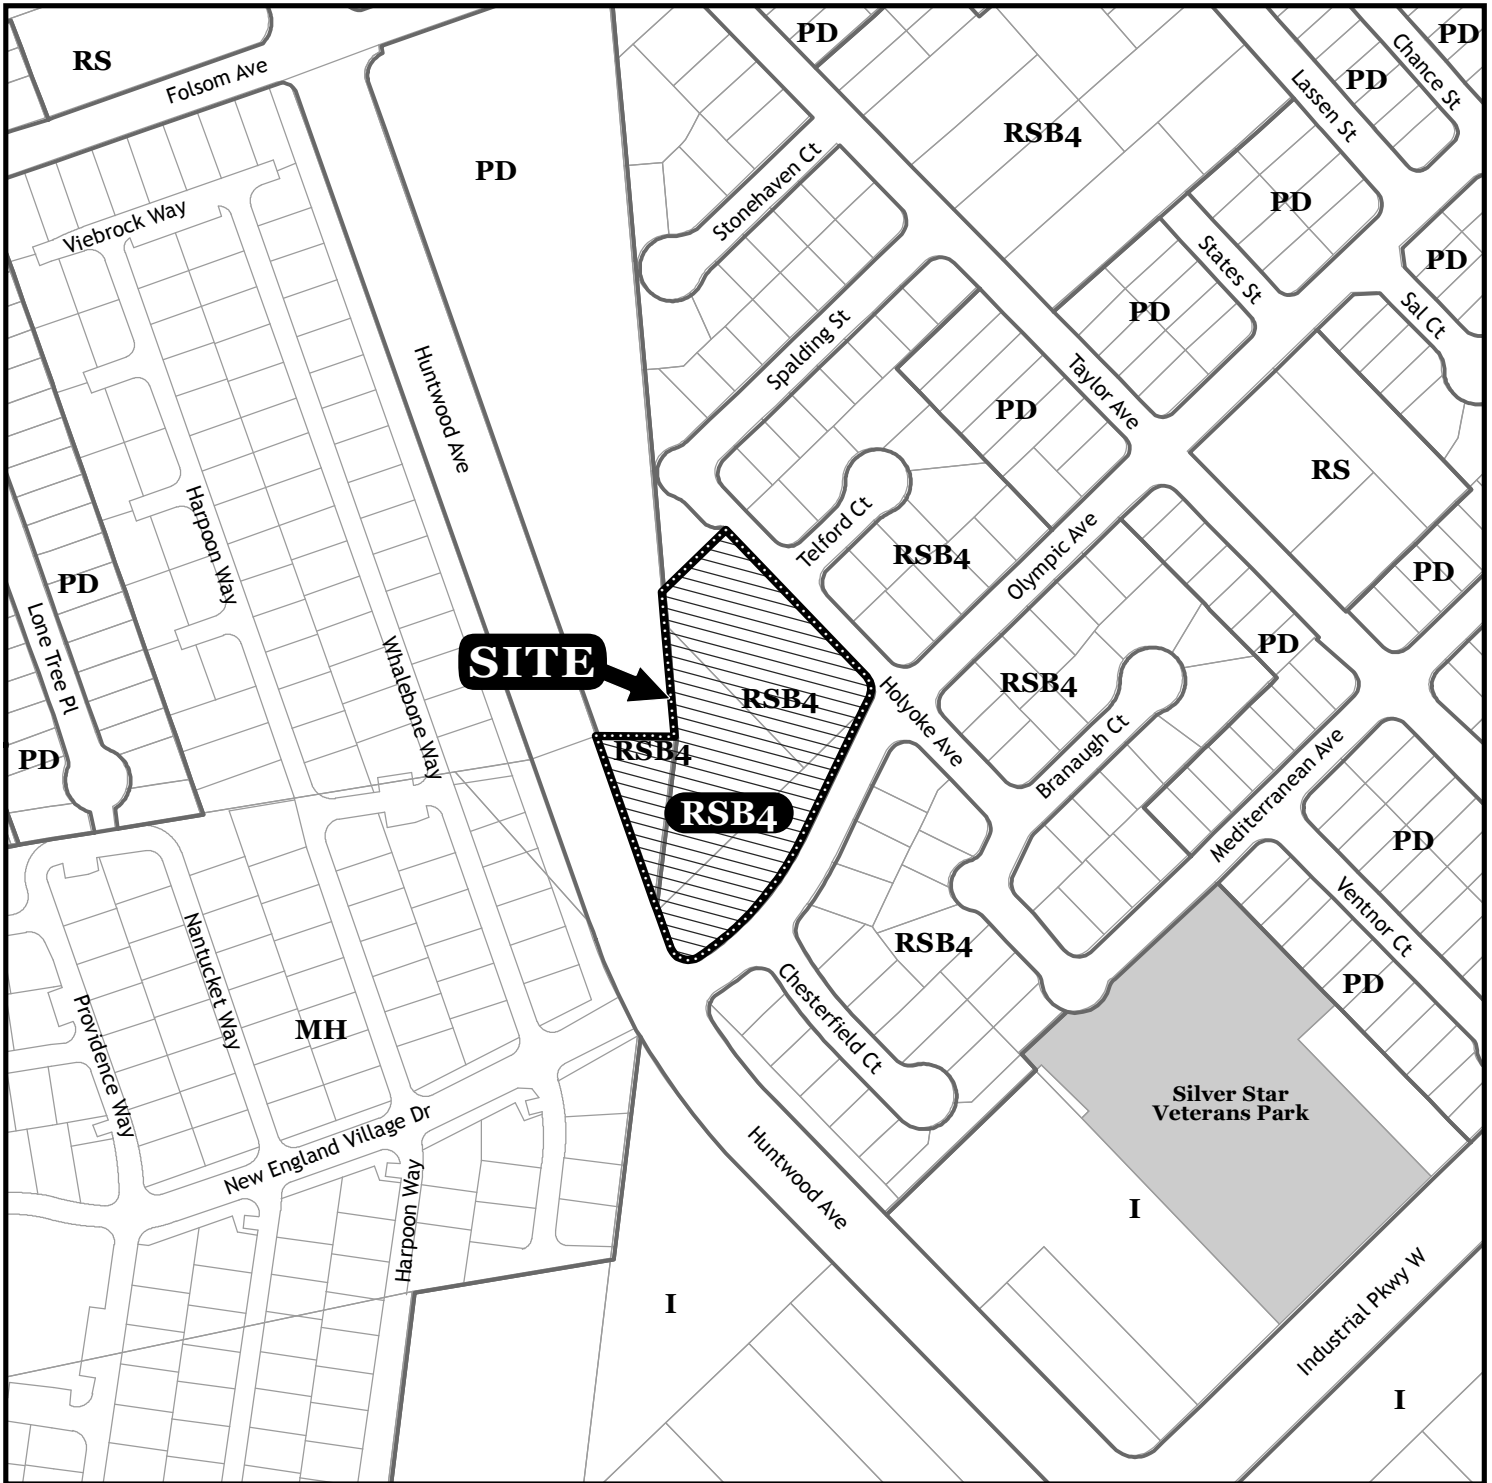 RS
Folsom Ave
PD
PD
Chance St
PD
PD
Lassen St
RSB4
PD
Stonehaven Ct
Viebrock Way
PD
States St
PD
Sal Ct
PD
Spalding St
Huntwood Ave
Taylor Ave
PD
RS
Harpoon Way
Telford Ct
RSB4
Olympic Ave
PD
PD
Lone Tree Pl
SITE
Whalebone Way
RSB4
Holyoke Ave
RSB4
PD
Branaugh Ct
Mediterranean Ave
PD
RSB4
RSB4
PD
Ventnor Ct
Nantucket Way
RSB4
PD
Chesterfield Ct
Providence Way
MH
Silver Star
Veterans Park
New England Village Dr
Harpoon Way
Huntwood Ave
I
I
Industrial Pkwy W
I